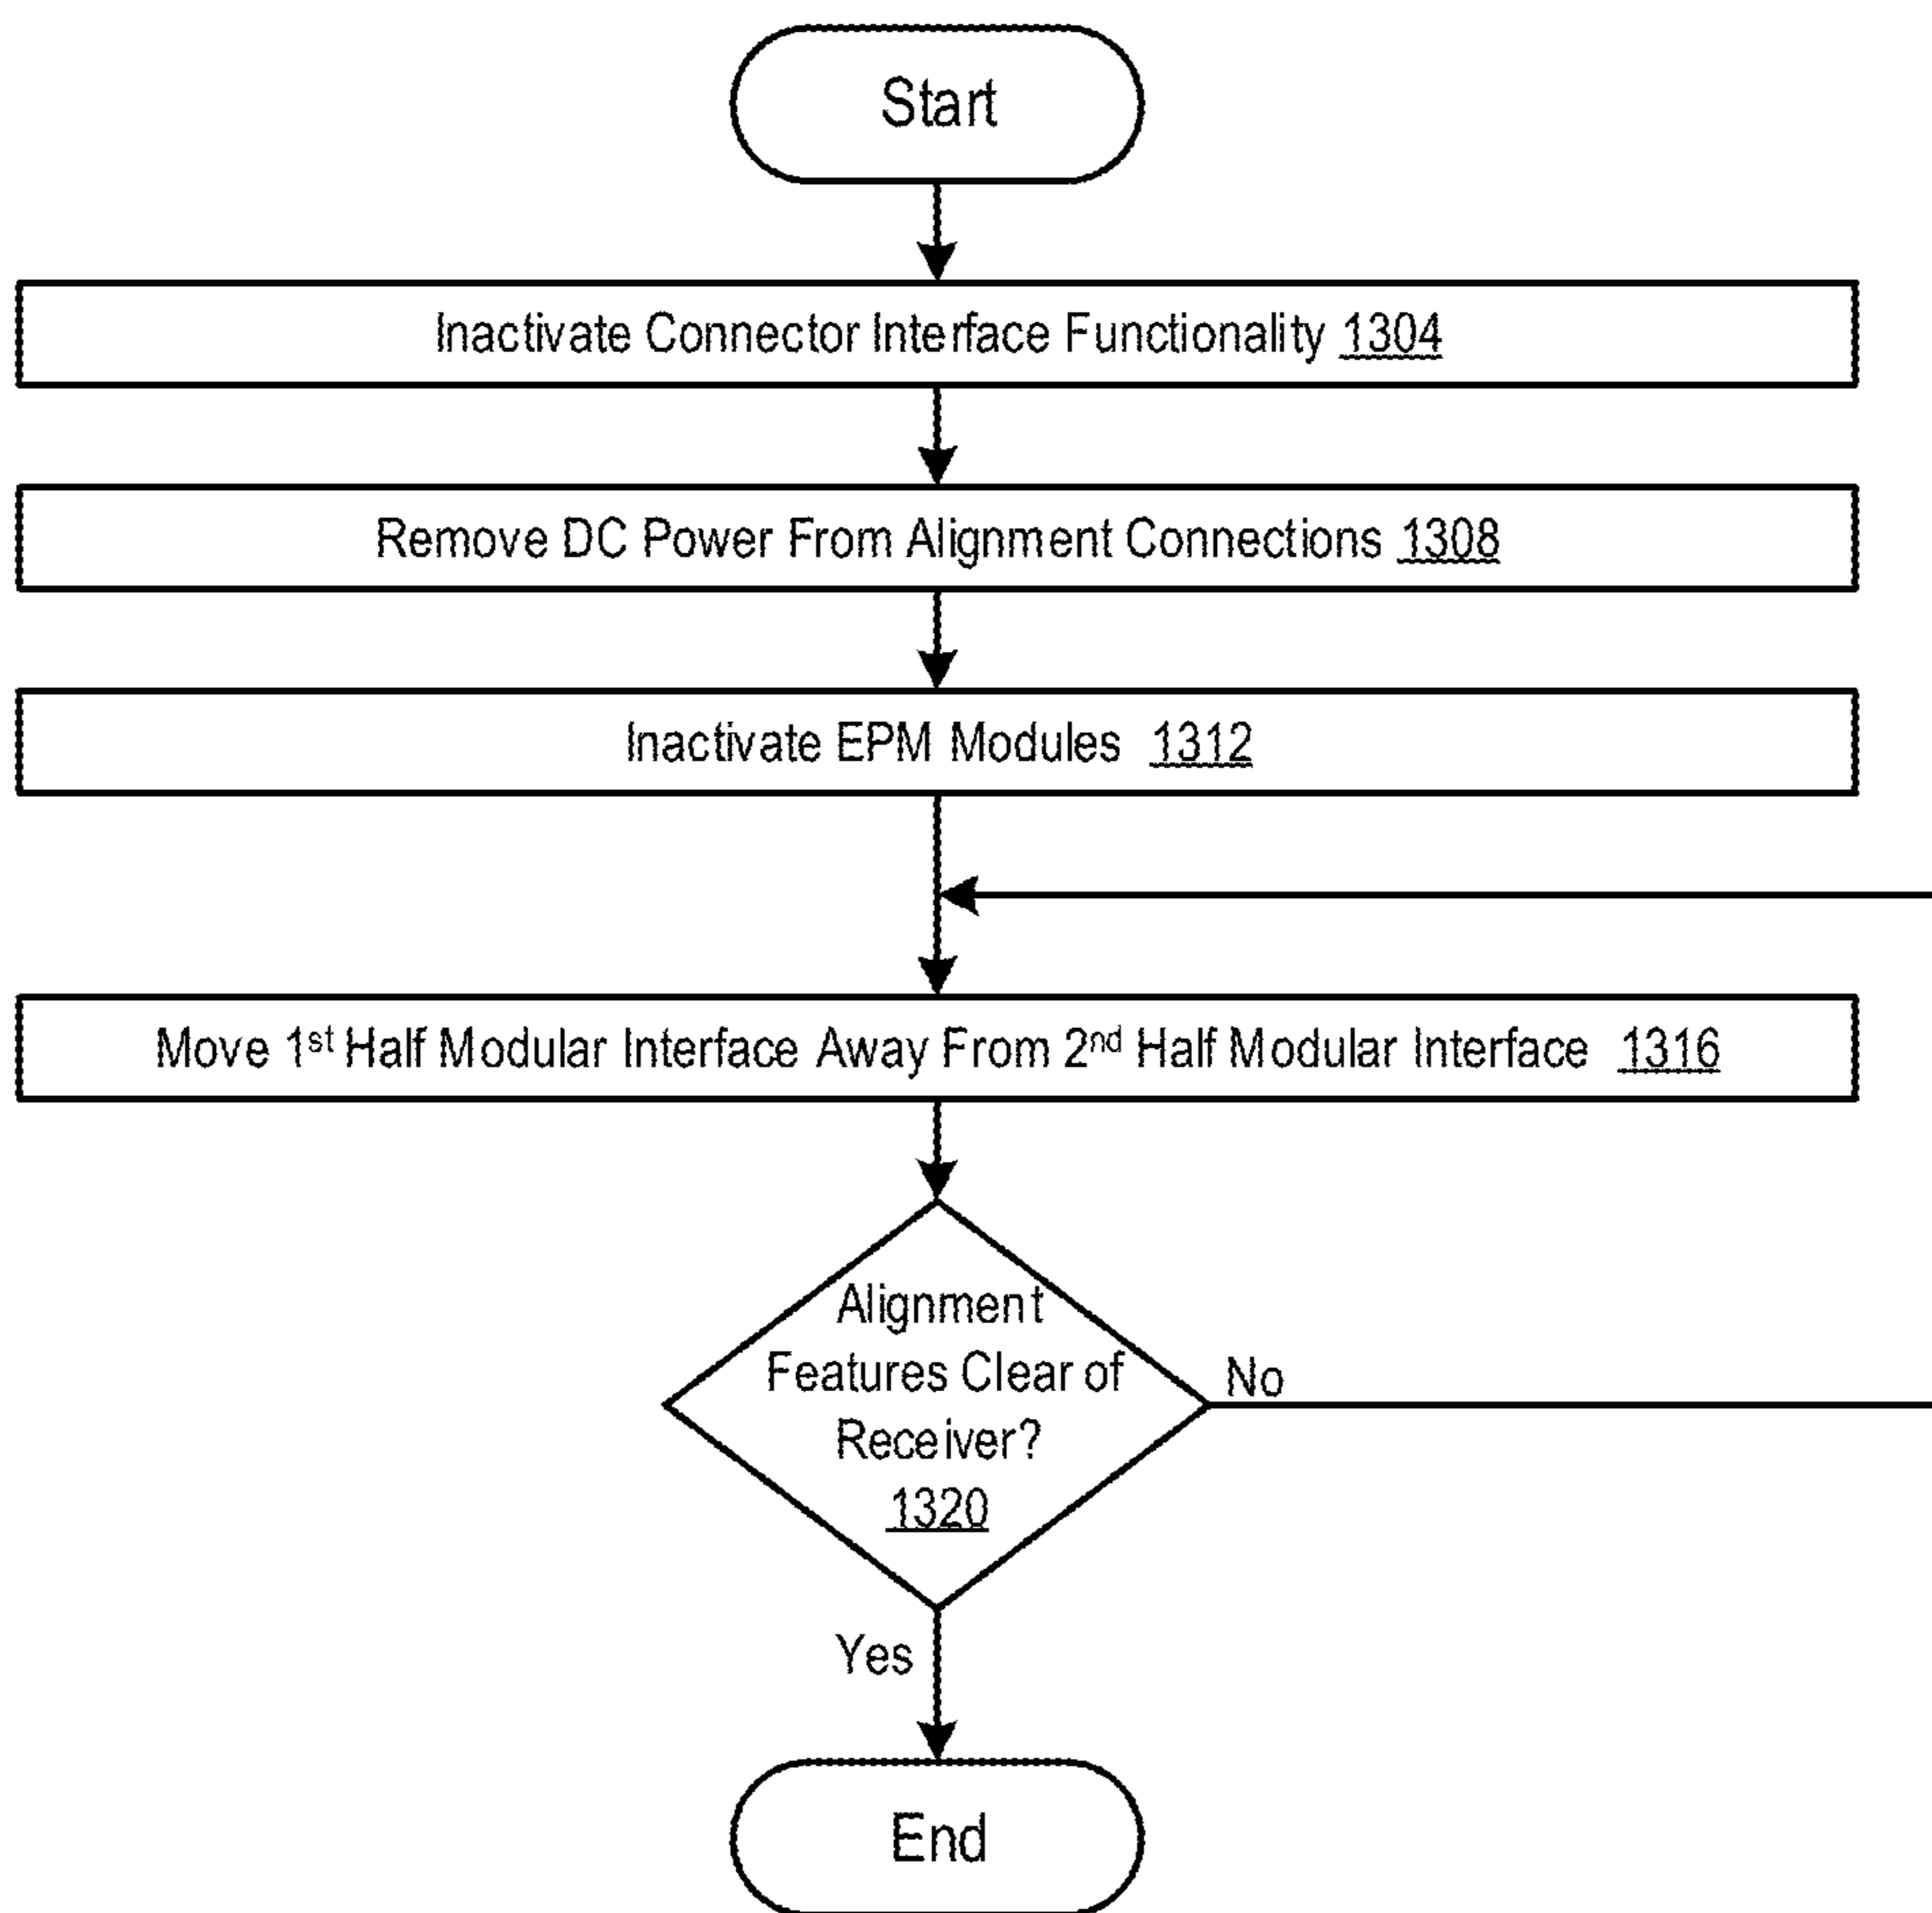 Start
Inactivate Connector Interface Functionality 1304
Remove DC Power From Alignment Connections 1308
Inactivate EPM Modules 1312
Move 1st Half Modular Interface Away From 2nd Half Modular Interface 1316
Alignment
Features Clear of
Receiver?
1320
No
Yes
End